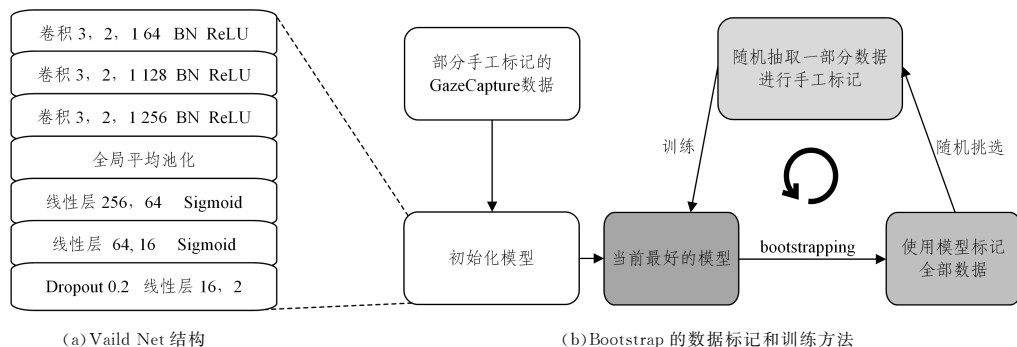 卷积 3，2，1 64 BN ReLU
卷积 3，2，1 128 BN ReLU
卷积 3，2，1 256 BN ReLU
全局平均池化
线性层 256，64 Sigmoid
线性层 64, 16 Sigmoid
Dropout 0.2 线性层 16，2
(a) Vaild Net 结构
部分手工标记的
GazeCapture数据
初始化模型
随机抽取一部分数据
进行手工标记
训练
随机挑选
当前最好的模型
bootstrapping
使用模型标记
全部数据
(b) Bootstrap 的数据标记和训练方法